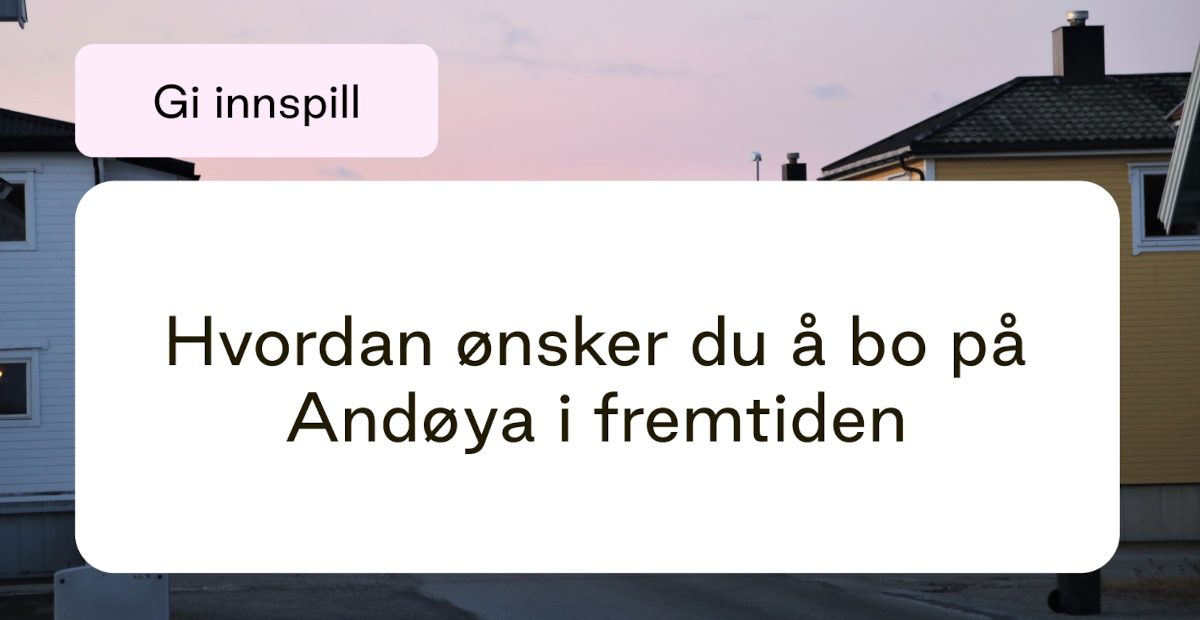 Gi innspill
Hvordan ønsker du å bo på
Andøya i fremtiden